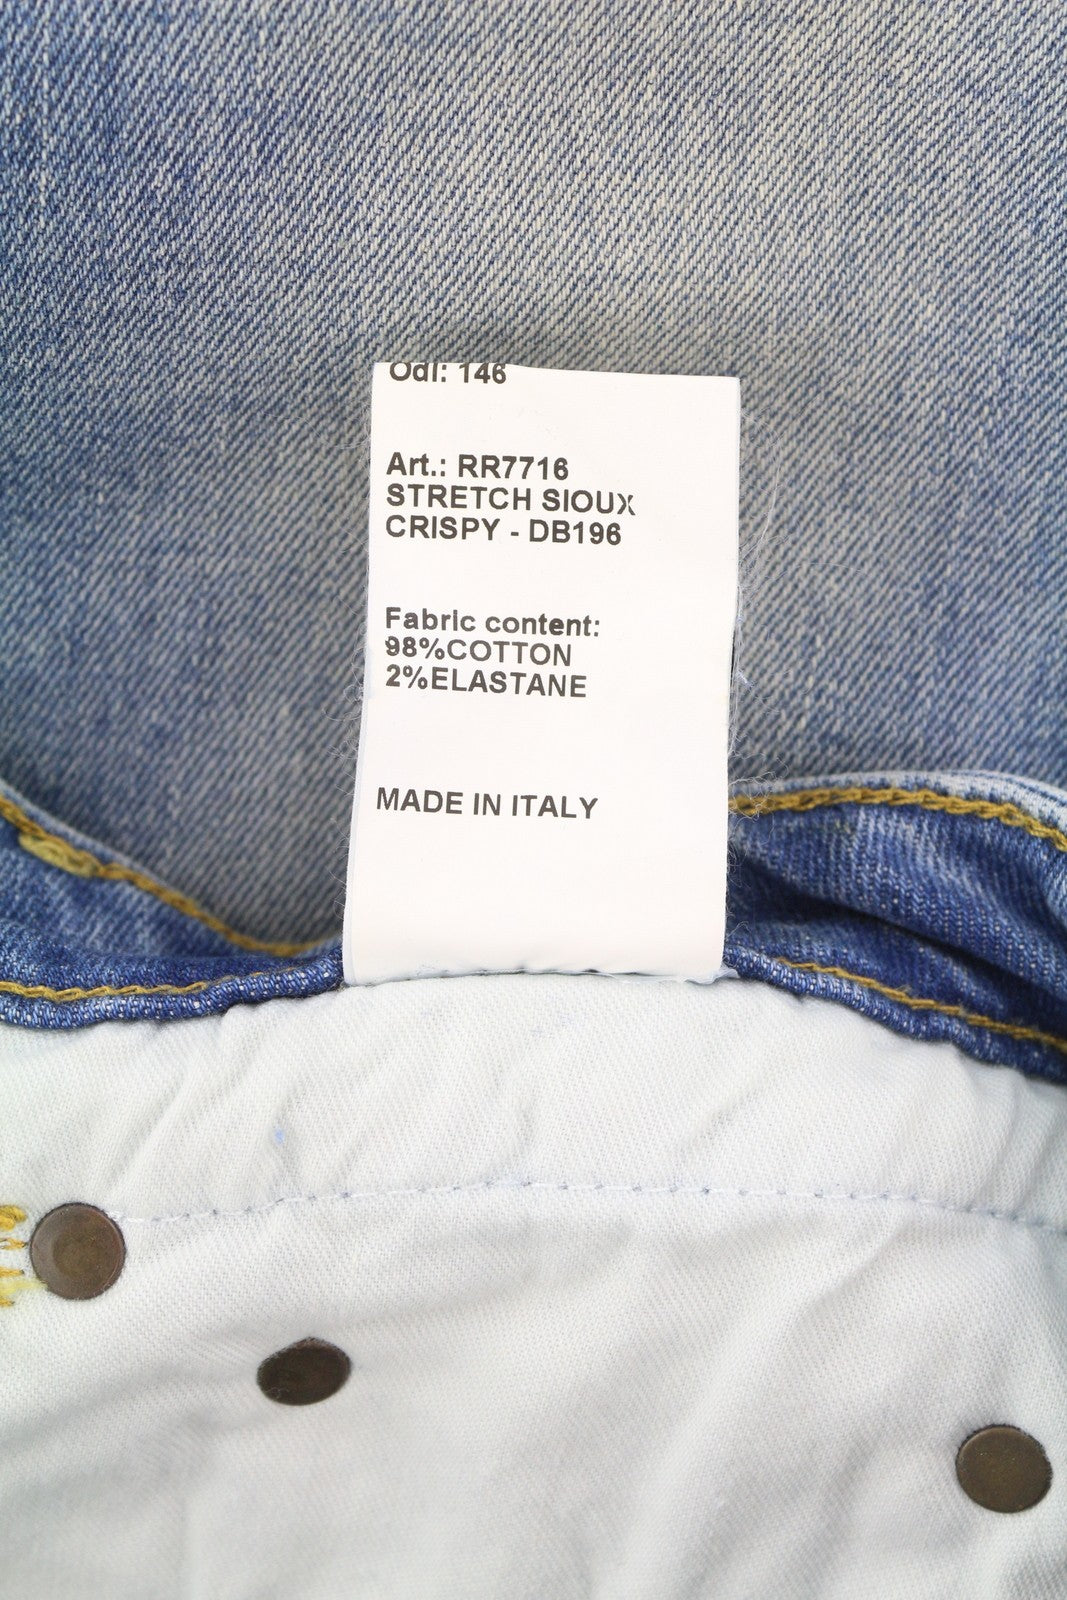 Odl: 146
Art.: RR7716
STRETCH SIOUX
CRISPY - DB196
Fabric content:
98%COTTON
2%ELASTANE
MADE IN ITALY